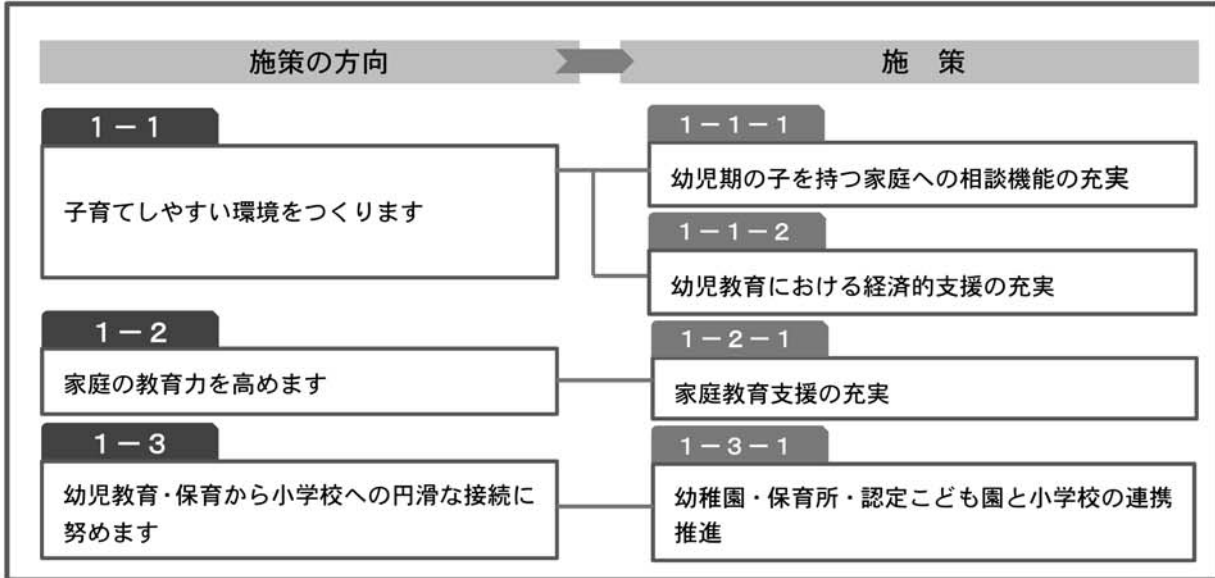 施策の方向
施　策
1－1
子育てしやすい環境をつくります
1－1－1
幼児期の子を持つ家庭への相談機能の充実
1－1－2
幼児教育における経済的支援の充実
1－2
家庭の教育力を高めます
1－2－1
家庭教育支援の充実
1－3
幼児教育・保育から小学校への円滑な接続に
努めます
1－3－1
幼稚園・保育所・認定こども園と小学校の連携
推進